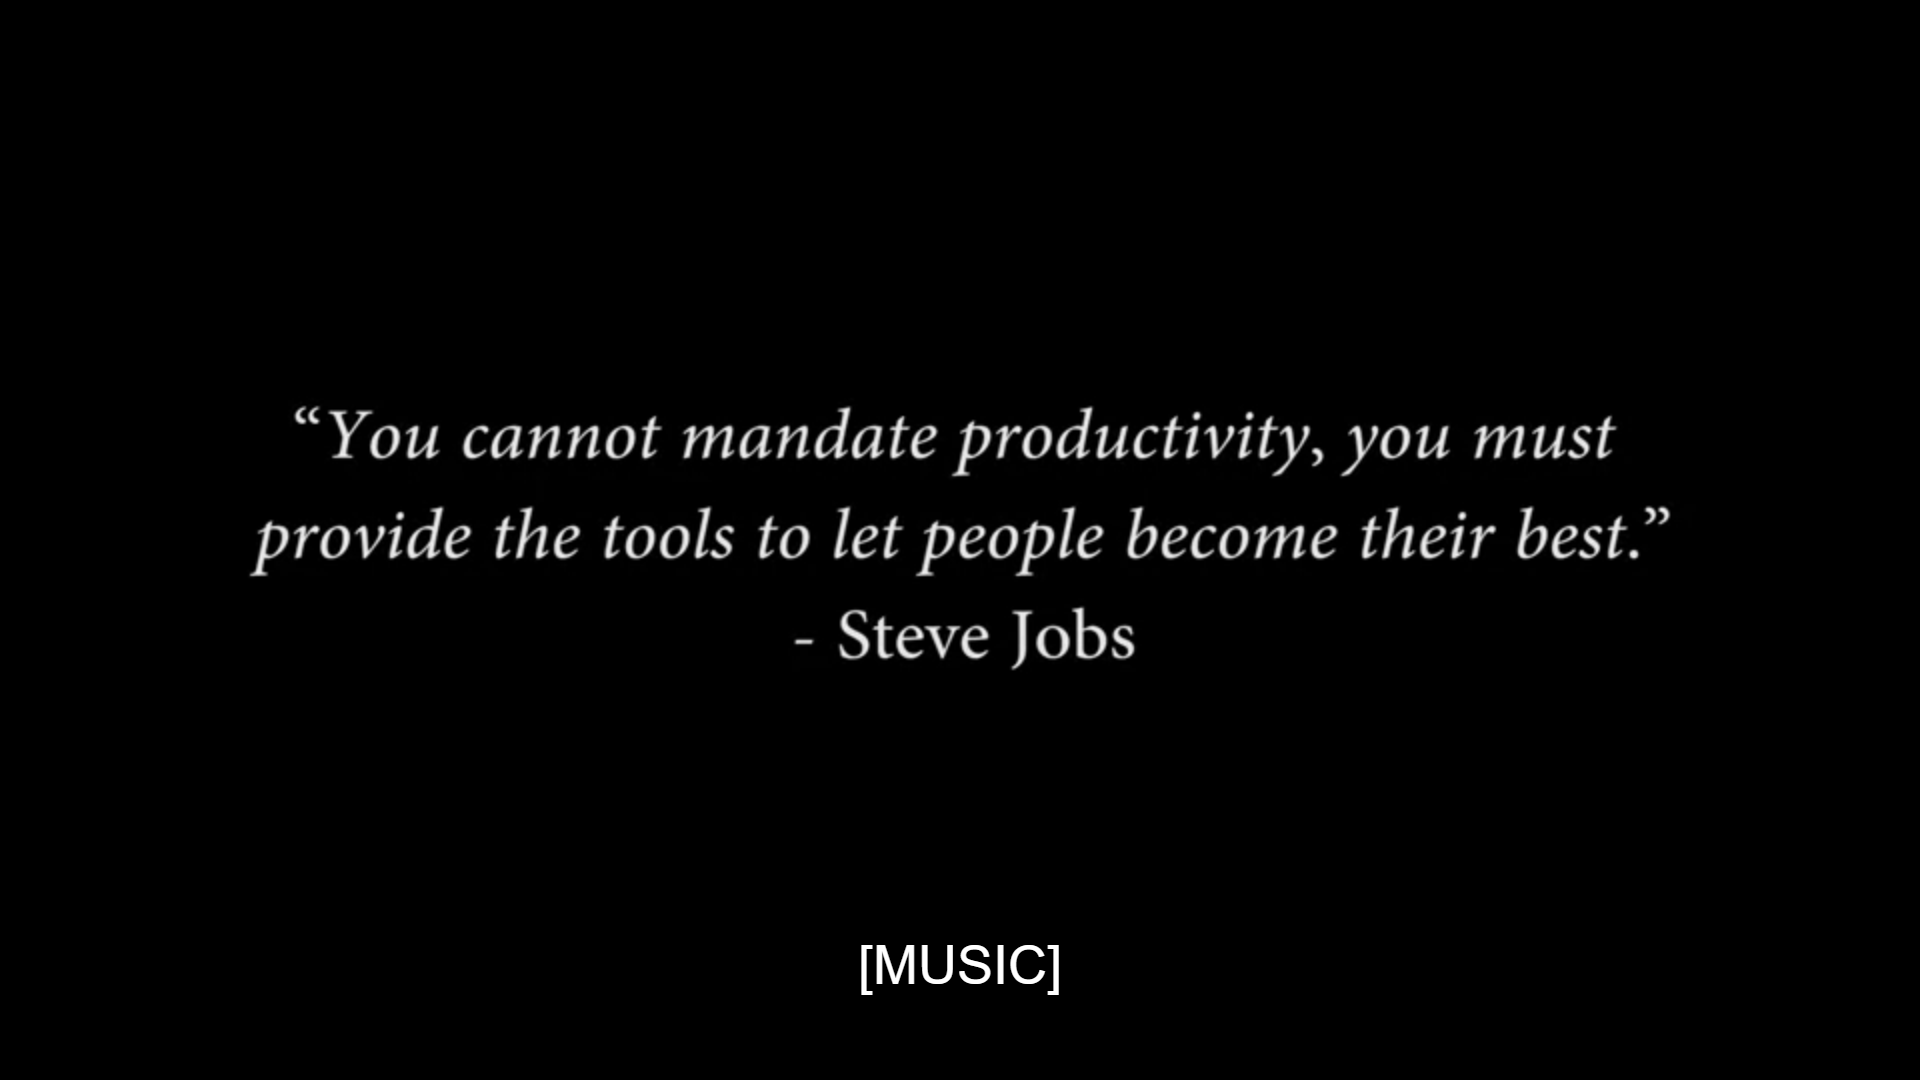 “You cannot mandate productivity, you must
provide the tools to let people become their best.”
- Steve Jobs
[MUSIC]